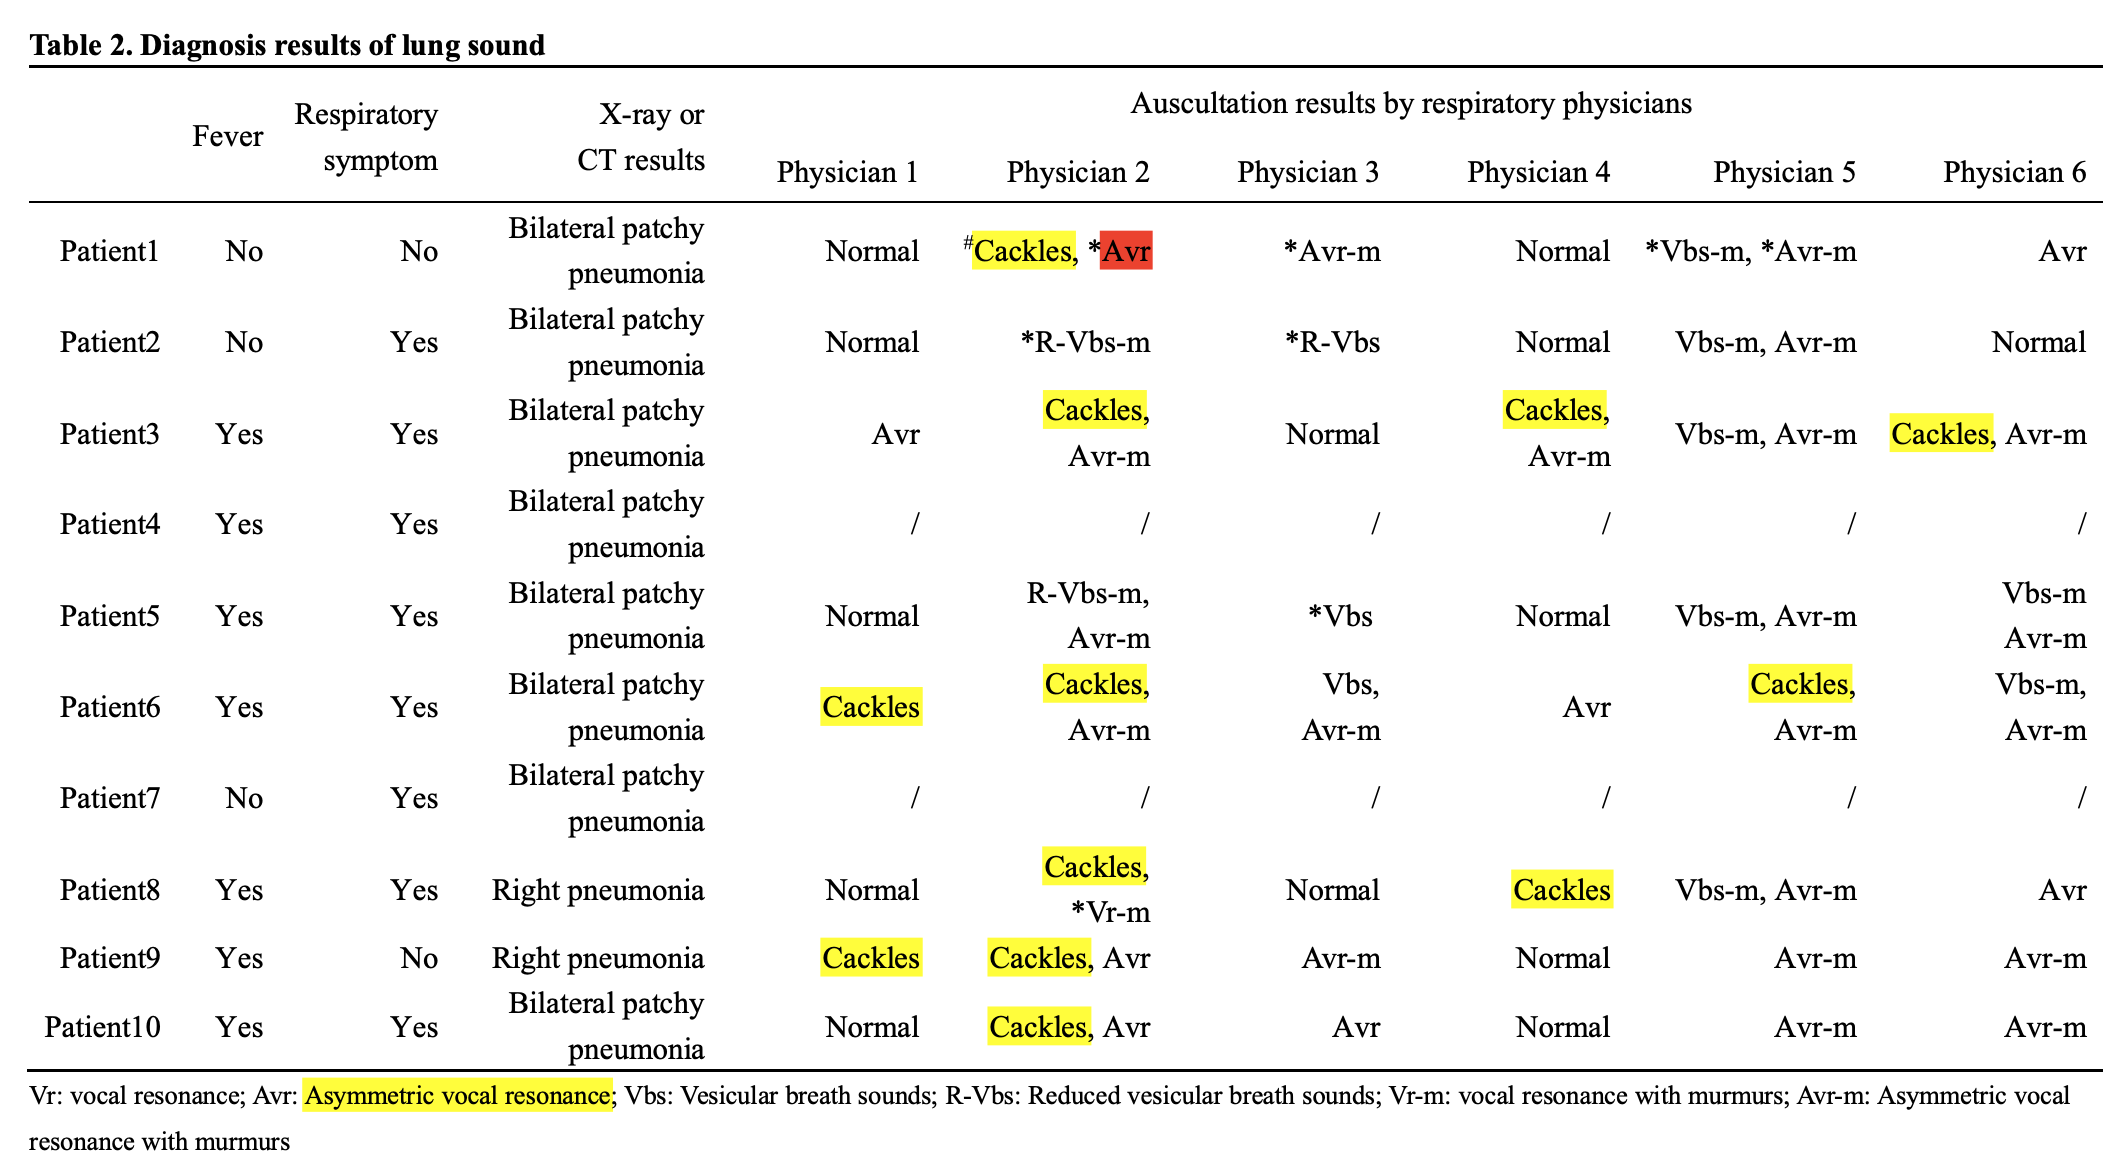 Table 2. Diagnosis results of lung sound
Fever Respiratory symptom X-ray or CT results Auscultation results by respiratory physicians
Physician 1 Physician 2 Physician 3 Physician 4 Physician 5 Physician 6
Patient1 No No Bilateral patchy pneumonia Normal #Cackles, *Avr *Avr-m Normal *Vbs-m, *Avr-m Avr
Patient2 No Yes Bilateral patchy pneumonia Normal *R-Vbs-m *R-Vbs Normal Vbs-m, Avr-m Normal
Patient3 Yes Yes Bilateral patchy pneumonia Avr Cackles, Avr-m Normal Cackles, Avr-m Vbs-m, Avr-m Cackles, Avr-m
Patient4 Yes Yes Bilateral patchy pneumonia / / / / / /
Patient5 Yes Yes Bilateral patchy pneumonia Normal R-Vbs-m, Avr-m *Vbs Normal Vbs-m, Avr-m Vbs-m Avr-m
Patient6 Yes Yes Bilateral patchy pneumonia Cackles Cackles, Avr-m Vbs, Avr-m Avr Cackles, Avr-m Vbs-m, Avr-m
Patient7 No Yes Bilateral patchy pneumonia / / / / / /
Patient8 Yes Yes Right pneumonia Normal Cackles, *Vr-m Normal Cackles Vbs-m, Avr-m Avr
Patient9 Yes No Right pneumonia Cackles Cackles, Avr Avr-m Normal Avr-m Avr-m
Patient10 Yes Yes Bilateral patchy pneumonia Normal Cackles, Avr Avr Normal Avr-m Avr-m
Vr: vocal resonance; Avr: Asymmetric vocal resonance; Vbs: Vesicular breath sounds; R-Vbs: Reduced vesicular breath sounds; Vr-m: vocal resonance with murmurs; Avr-m: Asymmetric vocal
resonance with murmurs